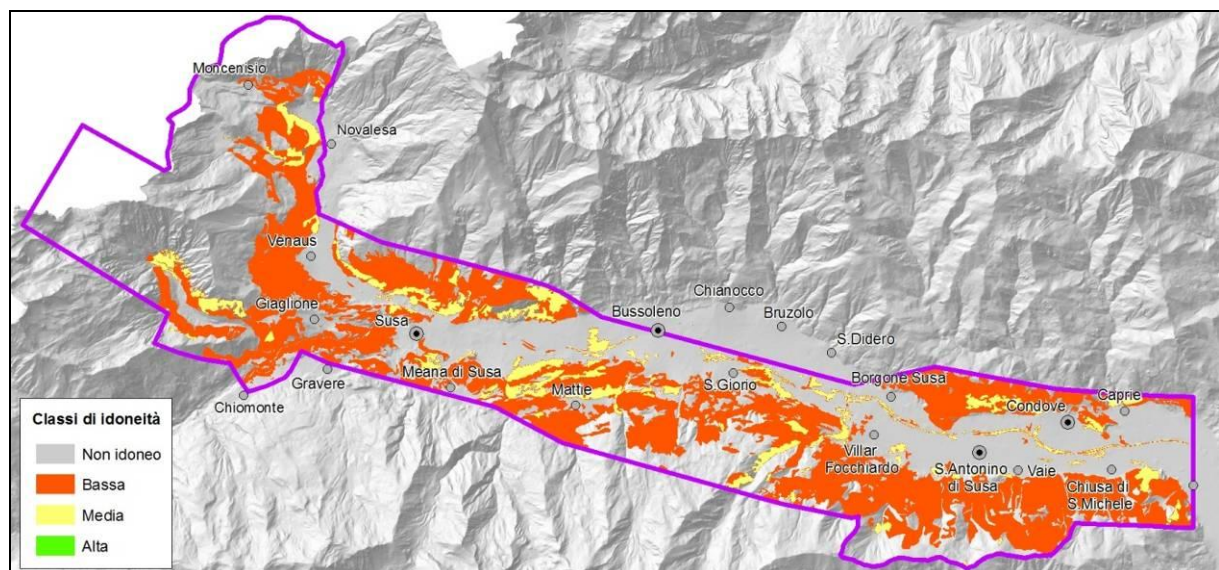 Moncenisio
Novalesa
Venaus
Giaglione
Susa
Bussoleno
Chianocco
Bruzolo
S.Didero
Gravere
Meana di Susa
Mattie
S.Giorio
Borgone Susa
Condove
Caprie
Chiomonte
Villar
Focchiardo
S.Antonino
di Susa
Vaie
Chiusa di
S.Michele
Classi di idoneità
Non idoneo
Bassa
Media
Alta